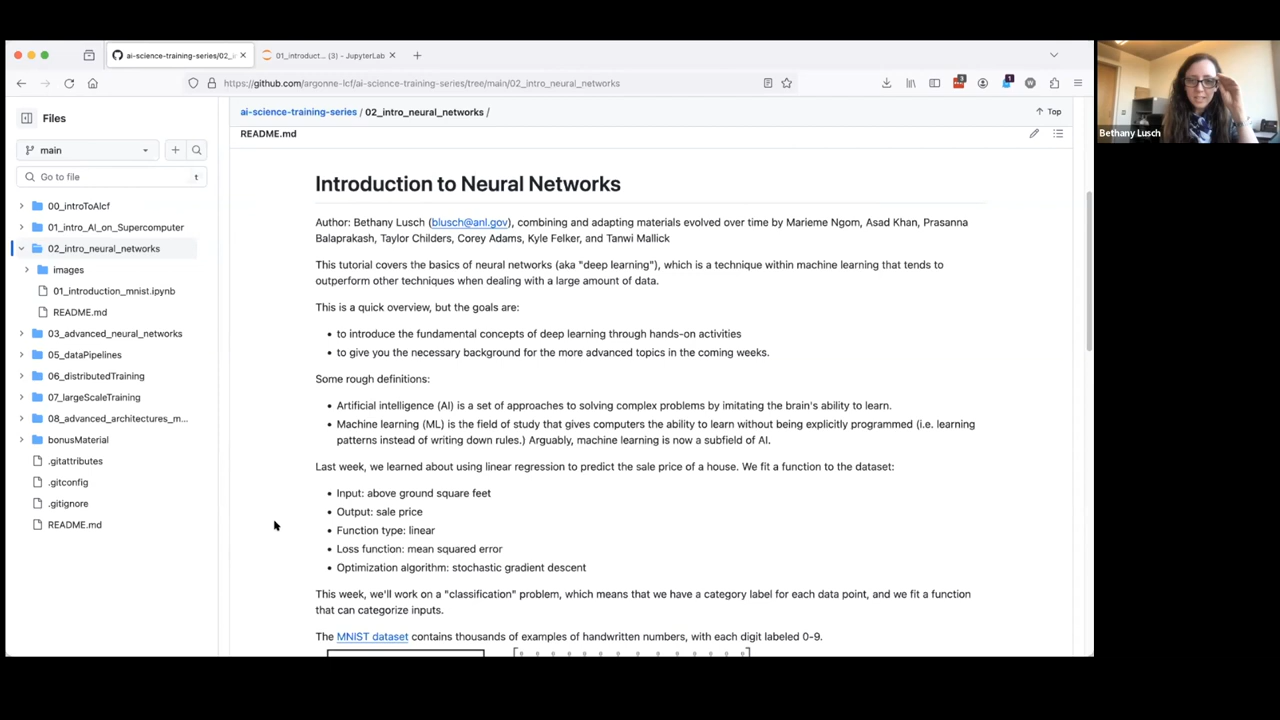 ai-science-training-series/02_i
01_introduct... (3) - JupyterLab
https://github.com/argonne-lcf/ai-science-training-series/tree/main/02_intro_neural_networks
Bethany Lusch
Files
main
Go to file
t
00_introToAlcf
01_intro_AI_on_Supercomputer
02_intro_neural_networks
images
01_introduction_mnist.ipynb
README.md
03_advanced_neural_networks
05_dataPipelines
06_distributedTraining
07_largeScaleTraining
08_advanced_architectures_m...
bonusMaterial
.gitattributes
.gitconfig
.gitignore
README.md
ai-science-training-series / 02_intro_neural_networks /
Top
README.md
Introduction to Neural Networks
Author: Bethany Lusch (blusch@anl.gov), combining and adapting materials evolved over time by Marieme Ngom, Asad Khan, Prasanna
Balaprakash, Taylor Childers, Corey Adams, Kyle Felker, and Tanwi Mallick
This tutorial covers the basics of neural networks (aka "deep learning"), which is a technique within machine learning that tends to
outperform other techniques when dealing with a large amount of data.
This is a quick overview, but the goals are:
• to introduce the fundamental concepts of deep learning through hands-on activities
• to give you the necessary background for the more advanced topics in the coming weeks.
Some rough definitions:
• Artificial intelligence (AI) is a set of approaches to solving complex problems by imitating the brain's ability to learn.
• Machine learning (ML) is the field of study that gives computers the ability to learn without being explicitly programmed (i.e. learning
patterns instead of writing down rules.) Arguably, machine learning is now a subfield of AI.
Last week, we learned about using linear regression to predict the sale price of a house. We fit a function to the dataset:
• Input: above ground square feet
• Output: sale price
• Function type: linear
• Loss function: mean squared error
• Optimization algorithm: stochastic gradient descent
This week, we'll work on a "classification" problem, which means that we have a category label for each data point, and we fit a function
that can categorize inputs.
The MNIST dataset contains thousands of examples of handwritten numbers, with each digit labeled 0-9.